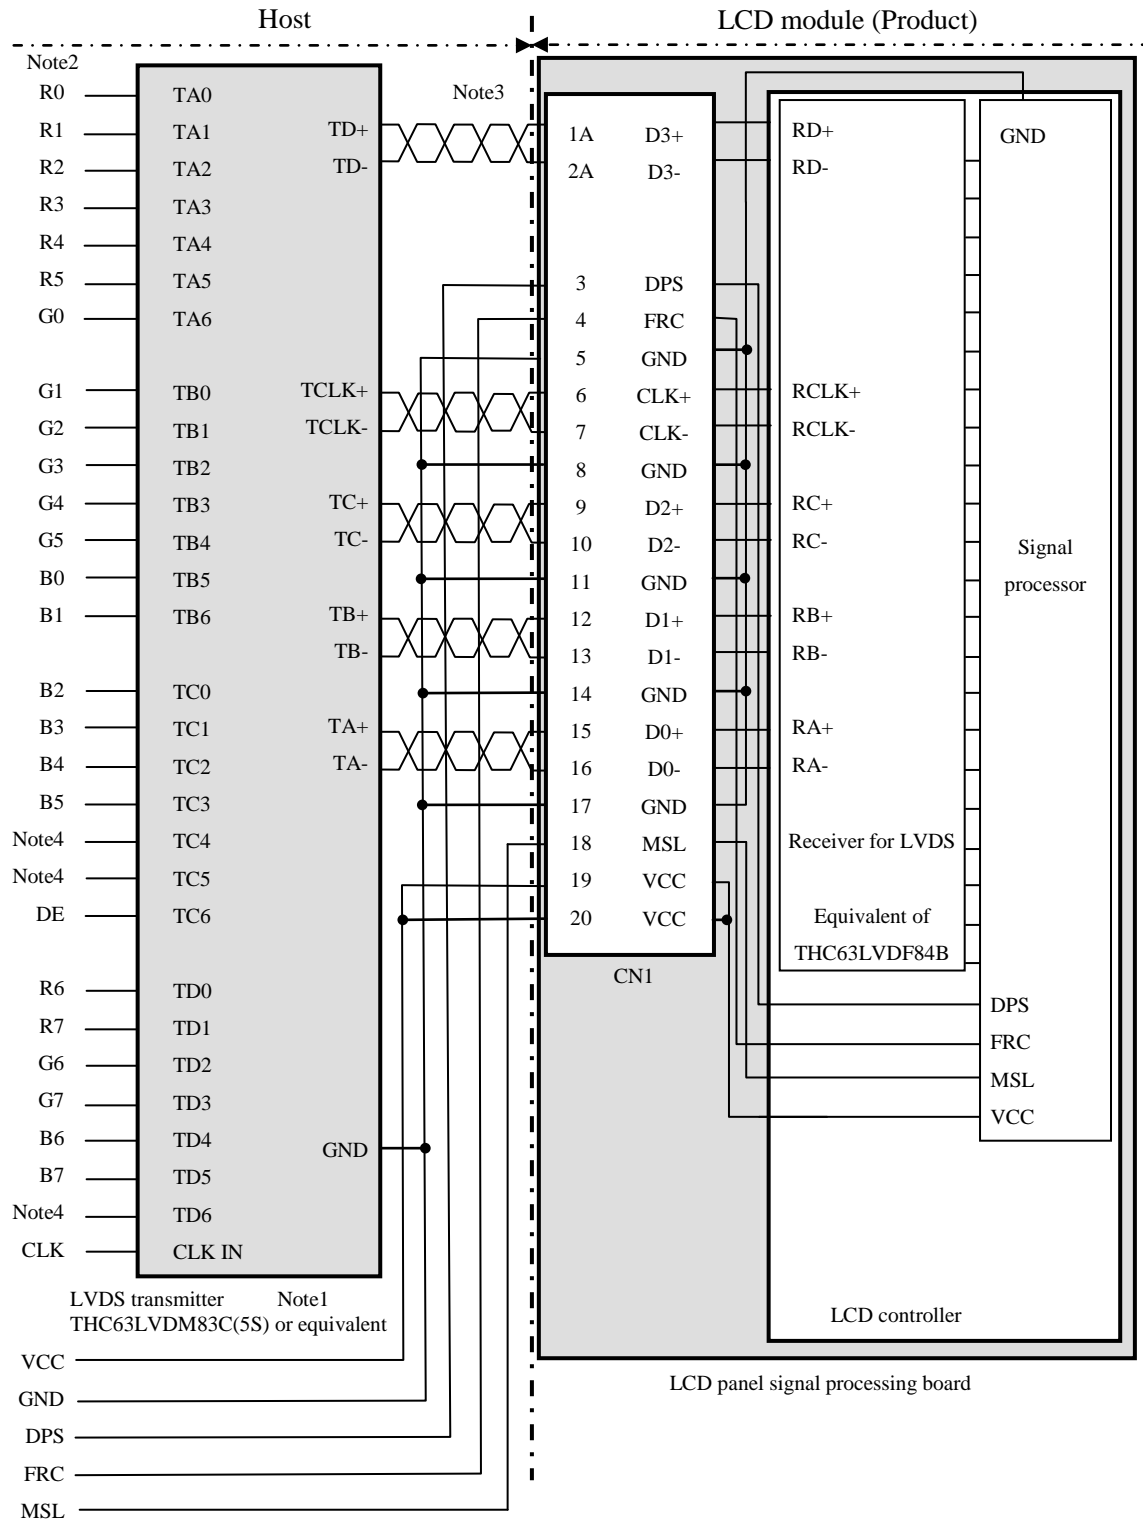 Host
LCD module (Product)
Note2
R0
R1
R2
R3
R4
R5
G0
G1
G2
G3
G4
G5
B0
B1
B2
B3
B4
B5
Note4
Note4
DE
R6
R7
G6
G7
B6
B7
Note4
CLK
TA0
TA1
TA2
TA3
TA4
TA5
TA6
TB0
TB1
TB2
TB3
TB4
TB5
TB6
TC0
TC1
TC2
TC3
TC4
TC5
TC6
TD0
TD1
TD2
TD3
TD4
TD5
TD6
CLK IN
TD+
TD-
TCLK+
TCLK-
TC+
TC-
TB+
TB-
TA+
TA-
GND
LVDS transmitter Note1
THC63LVDM83C(5S) or equivalent
VCC
GND
DPS
FRC
MSL
Note3
1A D3+
2A D3-
3 DPS
4 FRC
5 GND
6 CLK+
7 CLK-
8 GND
9 D2+
10 D2-
11 GND
12 D1+
13 D1-
14 GND
15 D0+
16 D0-
17 GND
18 MSL
19 VCC
20 VCC
CN1
RD+
RD-
RCLK+
RCLK-
RC+
RC-
RB+
RB-
RA+
RA-
Receiver for LVDS
Equivalent of
THC63LVDF84B
GND
Signal
processor
DPS
FRC
MSL
VCC
LCD controller
LCD panel signal processing board